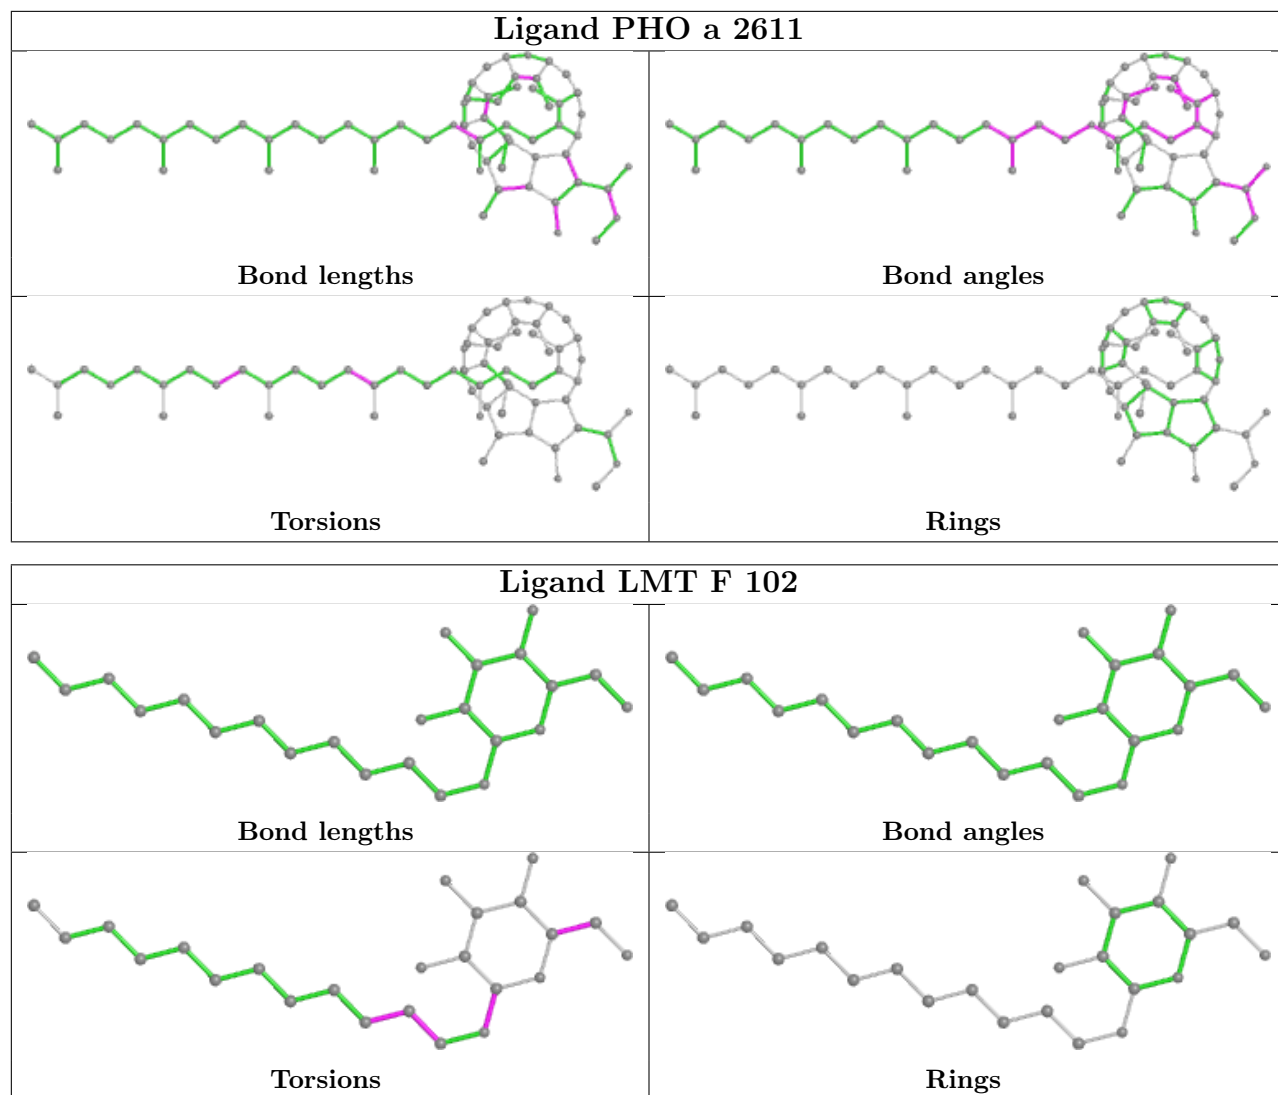 Ligand PHO a 2611
Bond lengths
Bond angles
Torsions
Rings
Ligand LMT F 102
Bond lengths
Bond angles
Torsions
Rings